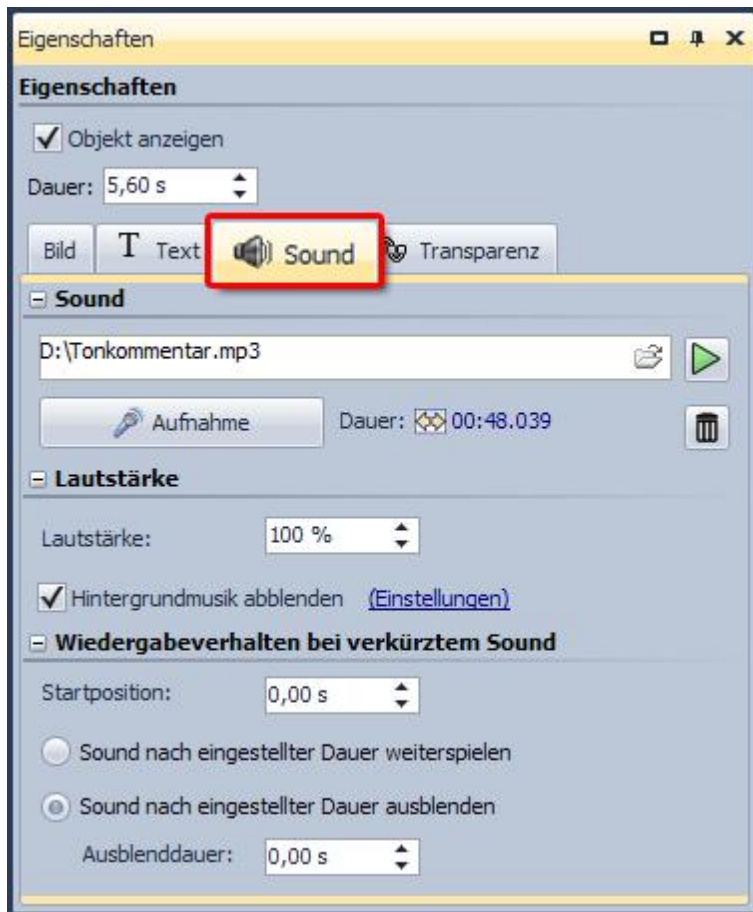 Eigenschaften
Eigenschaften
Objekt anzeigen
Dauer: 5,60 s
Bild T Text Sound Transparenz
Sound
D:\Tonkommentar.mp3
Aufnahme Dauer: 00:48.039
Lautstärke
Lautstärke: 100 %
Hintergrundmusik abblenden (Einstellungen)
Wiedergabeverhalten bei verkürztem Sound
Startposition: 0,00 s
Sound nach eingestellter Dauer weiterspielen
Sound nach eingestellter Dauer ausblenden
Ausblenddauer: 0,00 s